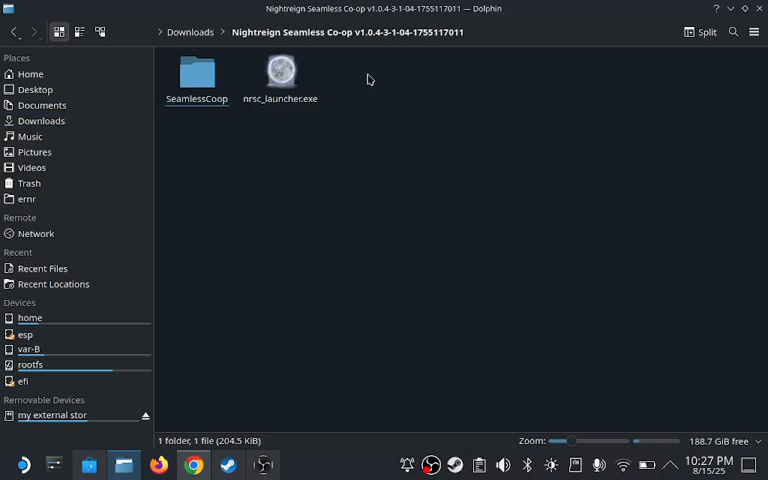 Nightreign Seamless Co-op v1.0.4-3-1-04-1755117011 — Dolphin
Downloads
Nightreign Seamless Co-op v1.0.4-3-1-04-1755117011
Split
Places
Home
Desktop
Documents
Downloads
Music
Pictures
Videos
Trash
ernr
Remote
Network
Recent
Recent Files
Recent Locations
Devices
home
esp
var-B
rootfs
efi
Removable Devices
my external stor
SeamlessCoop
nrsc_launcher.exe
1 folder, 1 file (204.5 KiB)
Zoom:
188.7 GiB free
10:27 PM
8/15/25